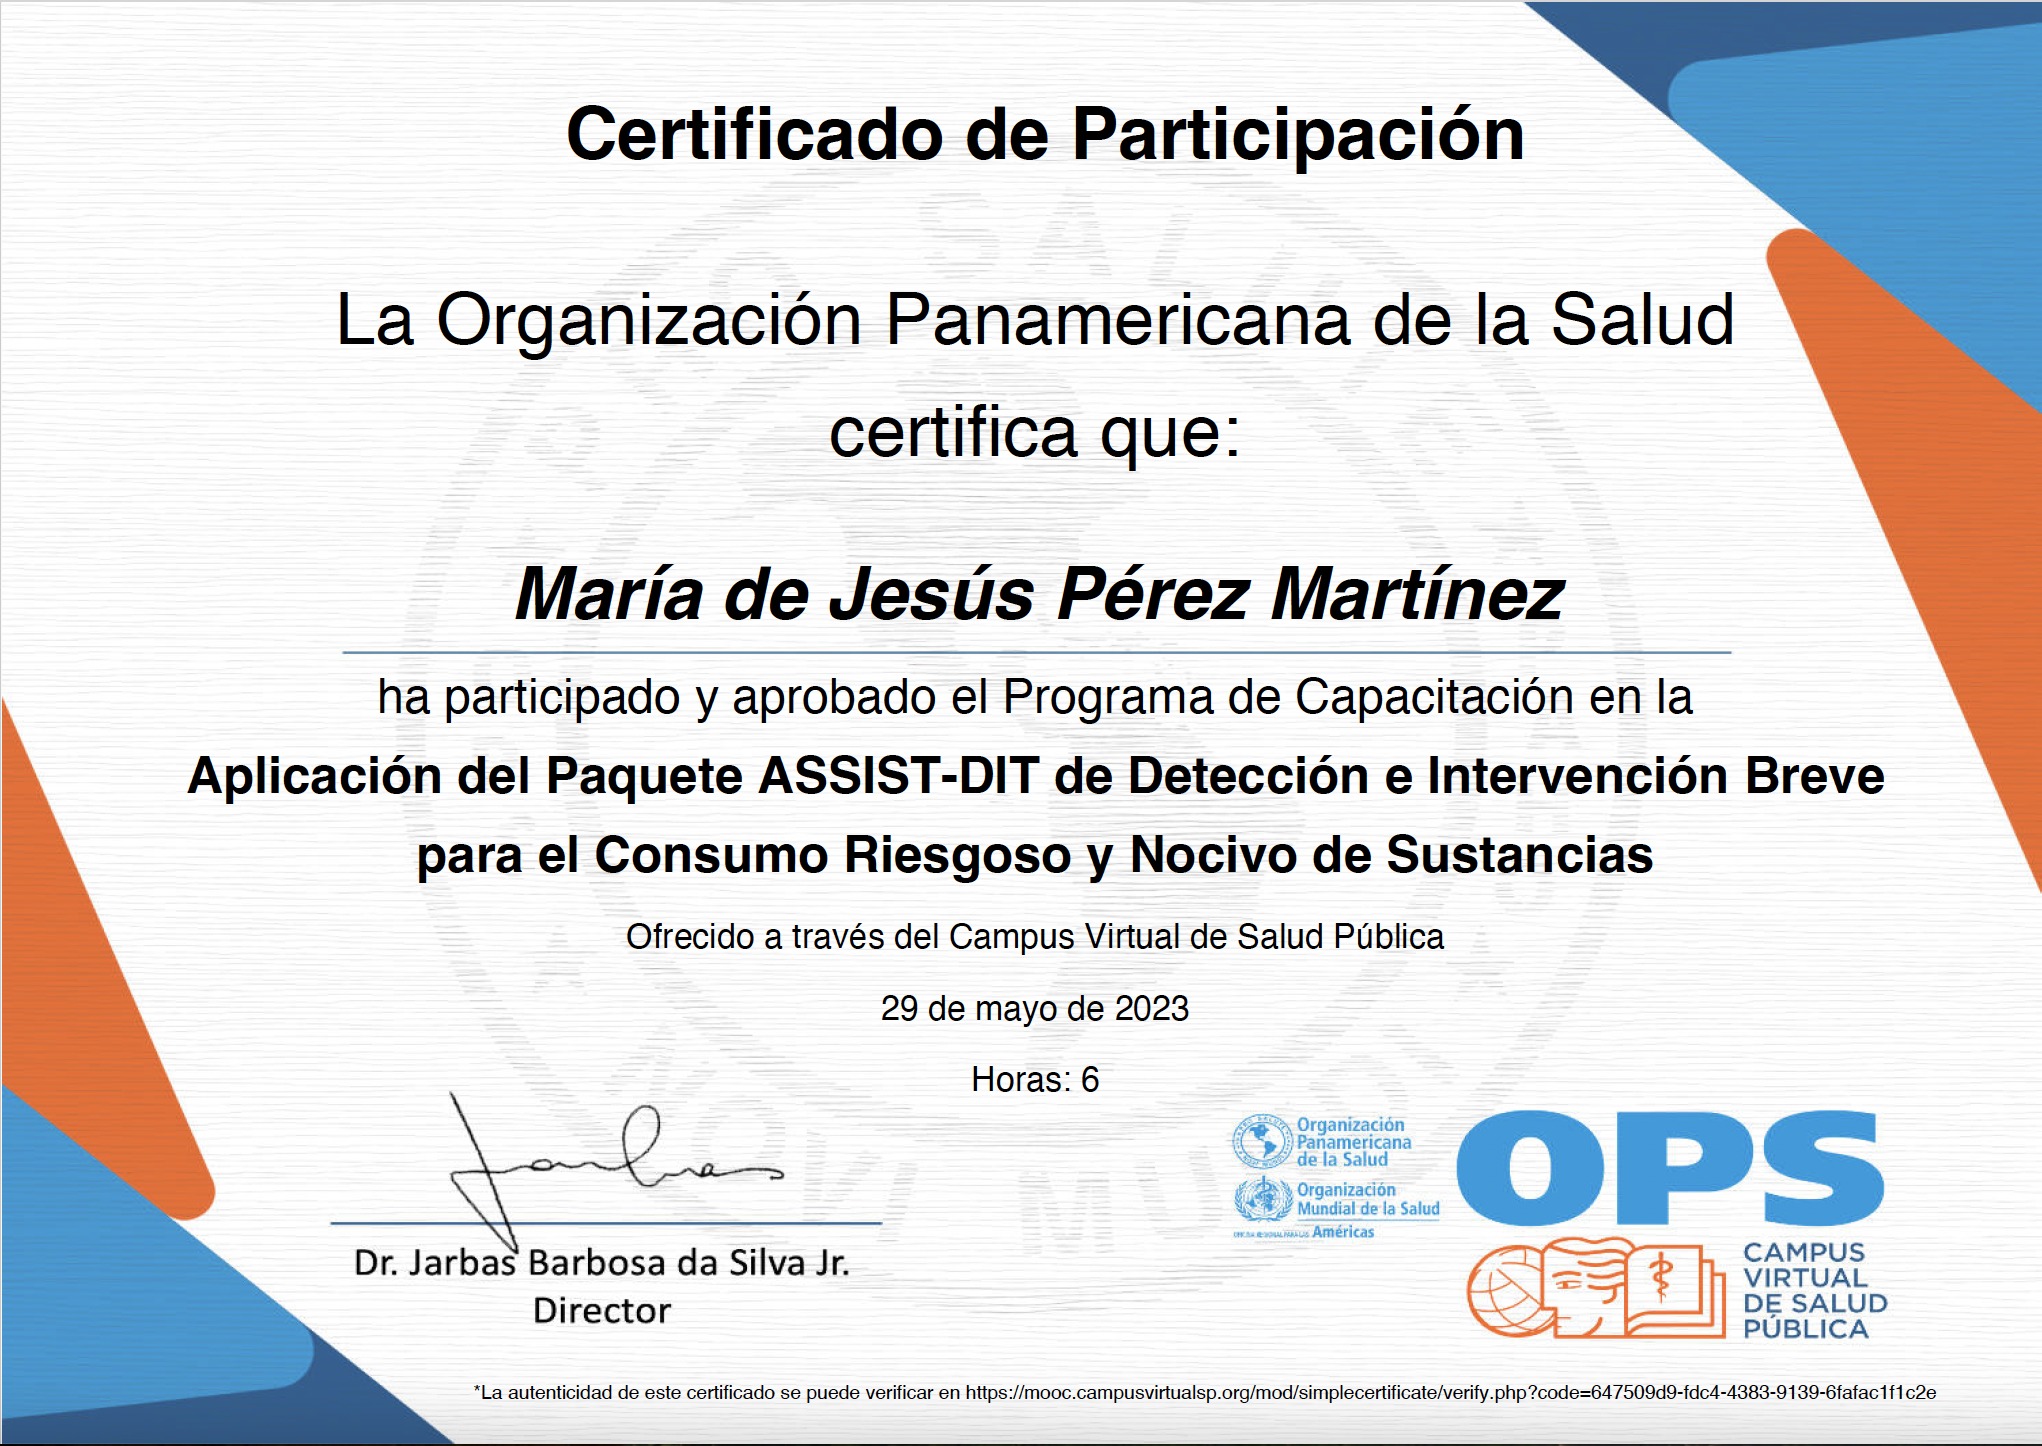 Certificado de Participación
La Organización Panamericana de la Salud
certifica que:
María de Jesús Pérez Martínez
ha participado y aprobado el Programa de Capacitación en la
Aplicación del Paquete ASSIST-DIT de Detección e Intervención Breve
para el Consumo Riesgoso y Nocivo de Sustancias
Ofrecido a través del Campus Virtual de Salud Pública
29 de mayo de 2023
Horas: 6
Dr. Jarbas Barbosa da Silva Jr.
Director
Organización
Panamericana
de la Salud
Organización
Mundial de la Salud
OFICINA REGIONAL PARA LAS Américas
OPS
CAMPUS
VIRTUAL
DE SALUD
PÚBLICA
*La autenticidad de este certificado se puede verificar en https://mooc.campusvirtualsp.org/mod/simplecertificate/verify.php?code=647509d9-fdc4-4383-9139-6fafac1f1c2e